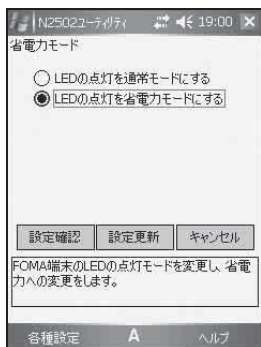 N2502ユーティリティ 19:00
省電力モード
LEDの点灯を通常モードにする
LEDの点灯を省電力モードにする
設定確認 設定更新 キャンセル
FOMA端末のLEDの点灯モードを変更し、省電
力への変更をします。
各種設定 A ヘルプ